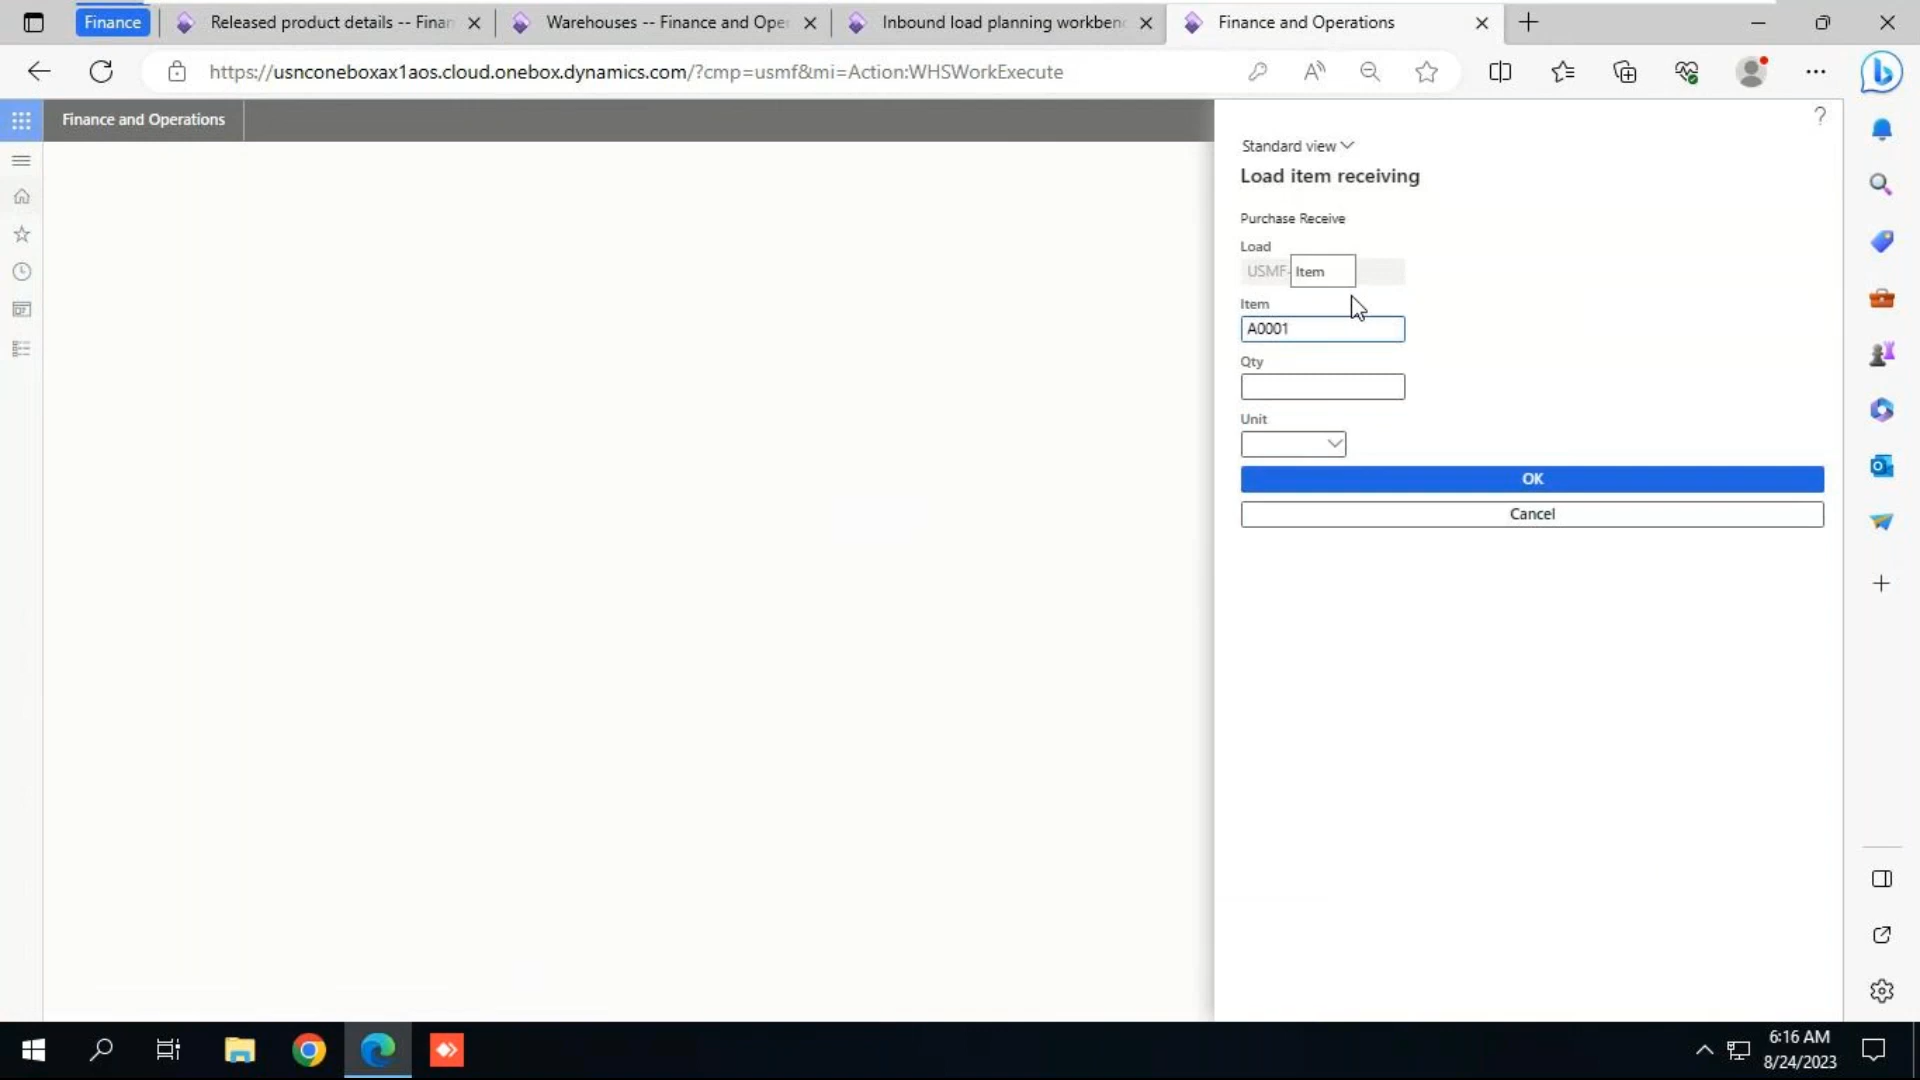 Finance
Released product details -- Finan
Warehouses -- Finance and Oper
Inbound load planning workben
Finance and Operations
https://usnconeboxax1aos.cloud.onebox.dynamics.com/?cmp=usmf&mi=Action:WHSWorkExecute
Finance and Operations
?
Standard view
Load item receiving
Purchase Receive
Load
USMF-
Item
Item
A0001
Qty
Unit
OK
Cancel
6:16 AM
8/24/2023